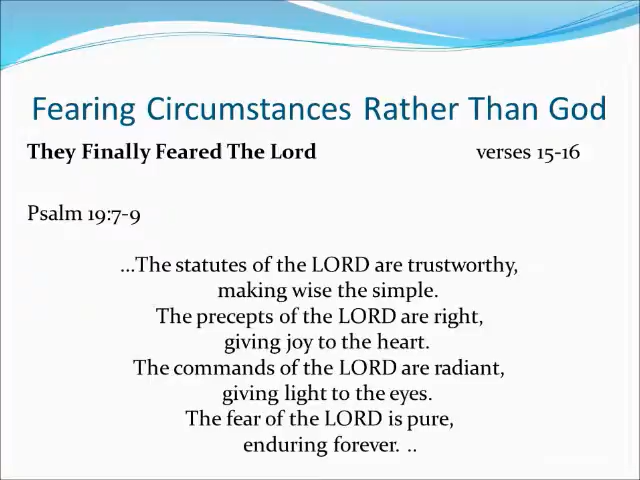 Fearing Circumstances Rather Than God
They Finally Feared The Lord verses 15-16
Psalm 19:7-9
...The statutes of the LORD are trustworthy,
making wise the simple.
The precepts of the LORD are right,
giving joy to the heart.
The commands of the LORD are radiant,
giving light to the eyes.
The fear of the LORD is pure,
enduring forever. ..